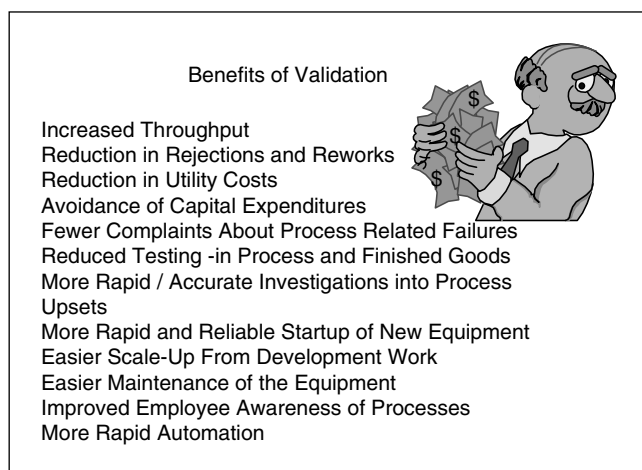 Benefits of Validation
$
$
$
Increased Throughput
Reduction in Rejections and Reworks
Reduction in Utility Costs
Avoidance of Capital Expenditures
Fewer Complaints About Process Related Failures
Reduced Testing -in Process and Finished Goods
More Rapid / Accurate Investigations into Process
Upsets
More Rapid and Reliable Startup of New Equipment
Easier Scale-Up From Development Work
Easier Maintenance of the Equipment
Improved Employee Awareness of Processes
More Rapid Automation